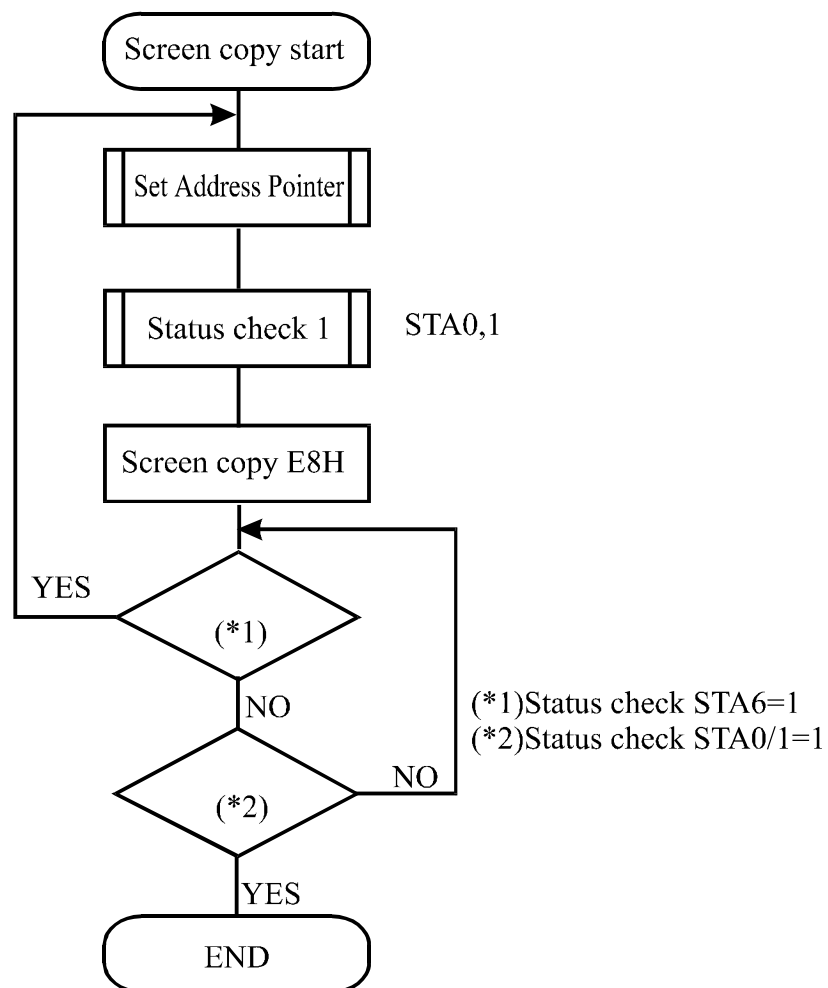 Screen copy start
Set Address Pointer
Status check 1
STA0,1
Screen copy E8H
YES
(*1)
NO
(*1)Status check STA6=1
(*2)Status check STA0/1=1
NO
(*2)
YES
END